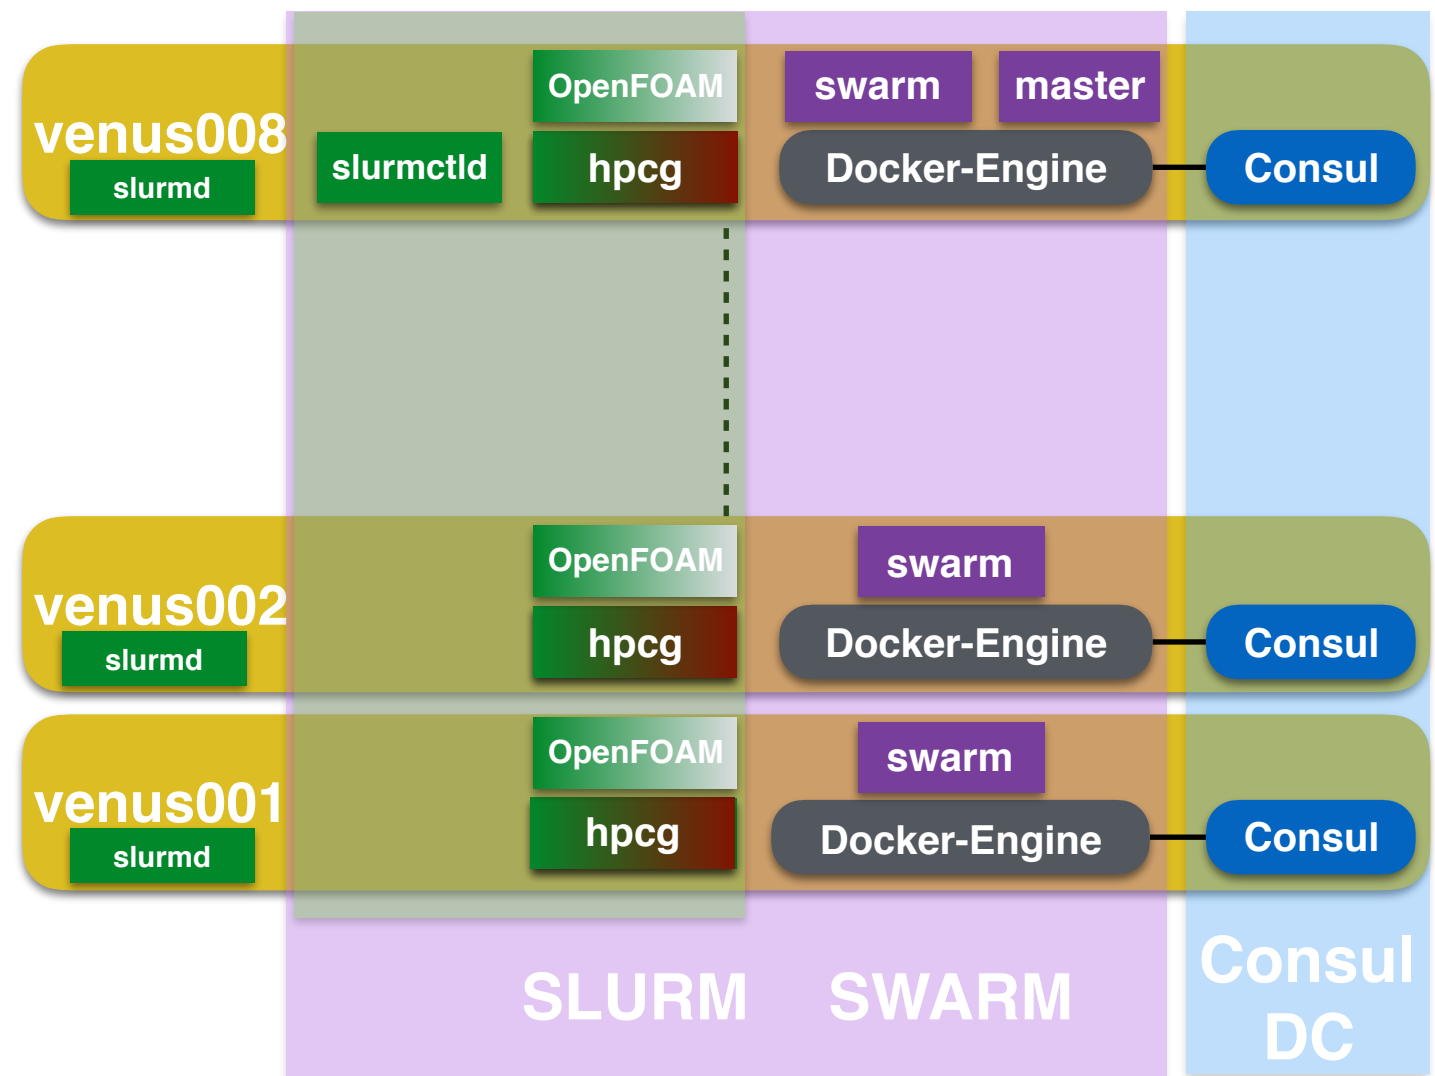 OpenFOAM
swarm
master
venus008
slurmd
slurmctld
hpcg
Docker-Engine
Consul
OpenFOAM
swarm
venus002
slurmd
hpcg
Docker-Engine
Consul
OpenFOAM
swarm
venus001
slurmd
hpcg
Docker-Engine
Consul
SLURM
SWARM
Consul
DC